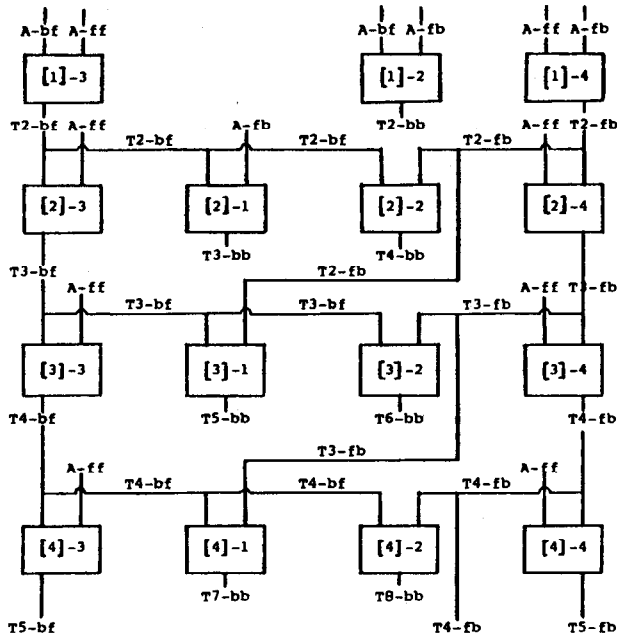 A-bf A-ff A-bf A-fb A-ff A-fb
[1]-3 [1]-2 [1]-4
T2-bf A-ff A-fb T2-bb A-ff T2-fb
T2-bf T2-bf T2-fb
[2]-3 [2]-1 [2]-2 [2]-4
T3-bb T4-bb
T3-bf T2-fb
A-ff A-ff T3-fb
T3-bf T3-bf T3-fb
[3]-3 [3]-1 [3]-2 [3]-4
T4-bf T5-bb T6-bb T4-fb
T3-fb
A-ff A-ff
T4-bf T4-bf T4-fb
[4]-3 [4]-1 [4]-2 [4]-4
T7-bb T8-bb
T5-bf T4-fb T5-fb